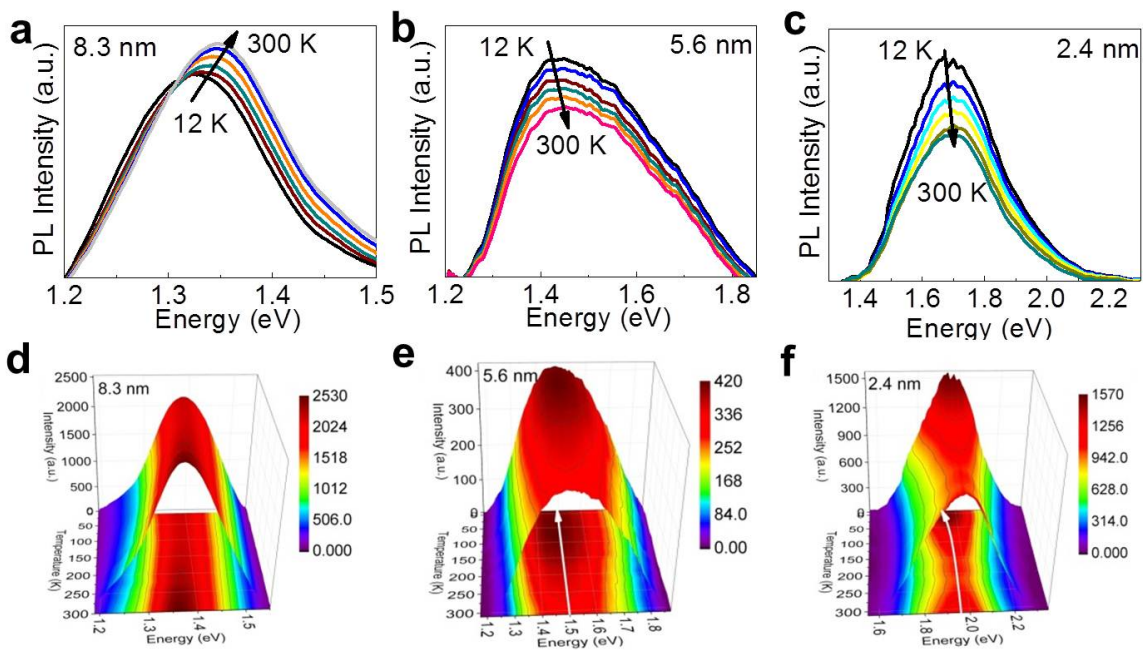 a
8.3 nm
300 K
12 K
PL Intensity (a.u.)
1.2 1.3 1.4 1.5
Energy (eV)
b
12 K
5.6 nm
300 K
PL Intensity (a.u.)
1.2 1.4 1.6 1.8
Energy (eV)
c
12 K
2.4 nm
300 K
PL Intensity (a.u.)
1.4 1.6 1.8 2.0 2.2
Energy (eV)
d
8.3 nm
2500
2000
1500
1000
500
0
Intensity (a.u.)
0
50
100
150
200
250
300
Temperature (K)
1.2 1.3 1.4 1.5
Energy (eV)
2530
2024
1518
1012
506.0
0.000
e
5.6 nm
400
300
200
100
0
Intensity (a.u.)
0
50
100
150
200
250
300
Temperature (K)
1.2 1.3 1.4 1.5 1.6 1.7 1.8
Energy (eV)
420
336
252
168
84.0
0.00
f
2.4 nm
1500
1200
900
600
300
0
Intensity (a.u.)
0
50
100
150
200
250
300
Temperature (K)
1.6 1.8 2.0 2.2
Energy (eV)
1570
1256
942.0
628.0
314.0
0.000